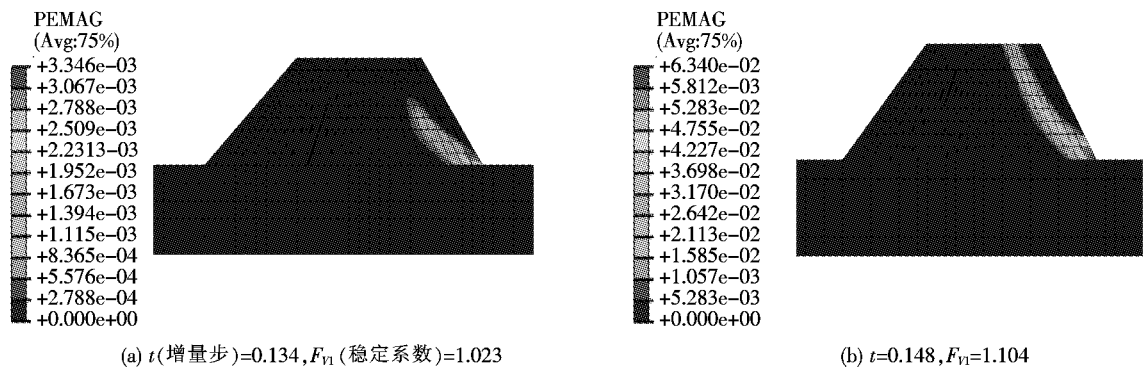 PEMAG
(Avg:75%)
+3.346e-03
+3.067e-03
+2.788e-03
+2.509e-03
+2.2313-03
+1.952e-03
+1.673e-03
+1.394e-03
+1.115e-03
+8.365e-04
+5.576e-04
+2.788e-04
+0.000e+00
(a) t(增量步)=0.134,F_{V1}(稳定系数)=1.023
PEMAG
(Avg:75%)
+6.340e-02
+5.812e-03
+5.283e-02
+4.755e-02
+4.227e-02
+3.698e-02
+3.170e-02
+2.642e-02
+2.113e-02
+1.585e-02
+1.057e-03
+5.283e-03
+0.000e+00
(b) t=0.148,F_{V1}=1.104